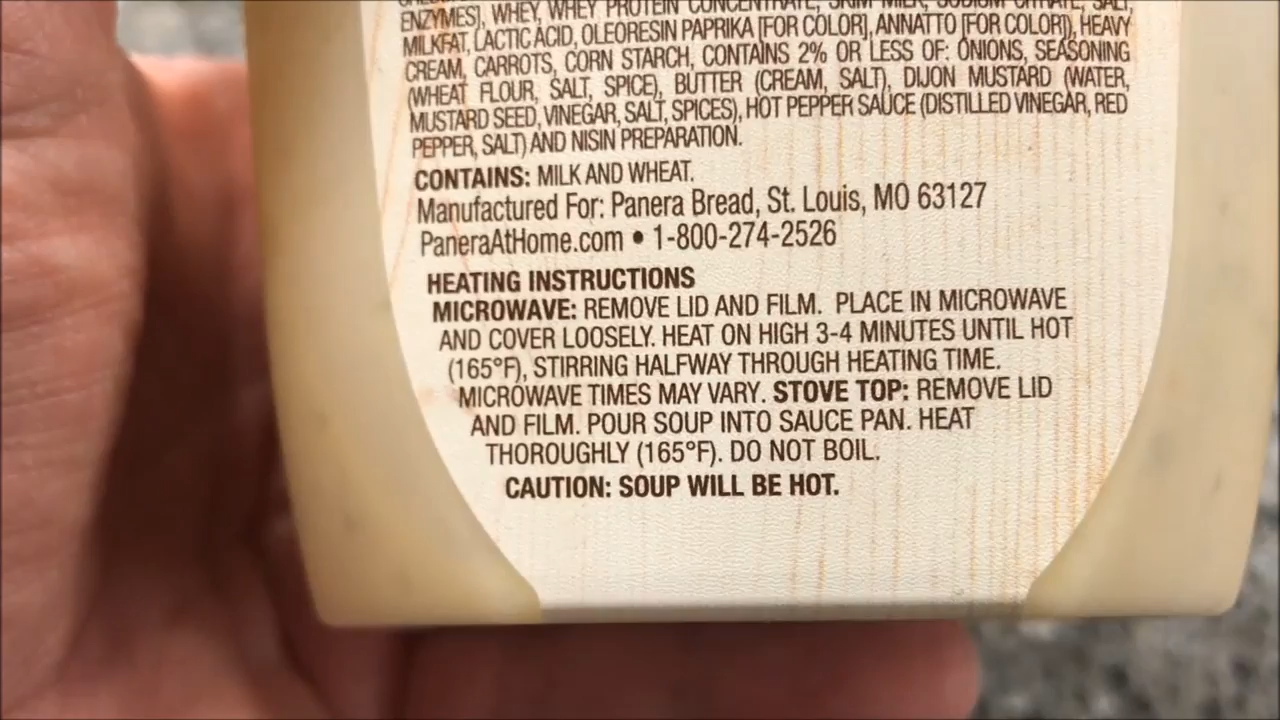 ENZYMES], WHEY, WHEY PROTEIN CONCENTRATE, SKIM MILK, SODIUM CITRATE, SALT,
MILKFAT, LACTIC ACID, OLEORESIN PAPRIKA [FOR COLOR], ANNATTO [FOR COLOR]), HEAVY
CREAM, CARROTS, CORN STARCH, CONTAINS 2% OR LESS OF: ONIONS, SEASONING
(WHEAT FLOUR, SALT, SPICE), BUTTER (CREAM, SALT), DIJON MUSTARD (WATER,
MUSTARD SEED, VINEGAR, SALT, SPICES), HOT PEPPER SAUCE (DISTILLED VINEGAR, RED
PEPPER, SALT) AND NISIN PREPARATION.
CONTAINS: MILK AND WHEAT.
Manufactured For: Panera Bread, St. Louis, MO 63127
PaneraAtHome.com • 1-800-274-2526
HEATING INSTRUCTIONS
MICROWAVE: REMOVE LID AND FILM. PLACE IN MICROWAVE
AND COVER LOOSELY. HEAT ON HIGH 3-4 MINUTES UNTIL HOT
(165°F), STIRRING HALFWAY THROUGH HEATING TIME.
MICROWAVE TIMES MAY VARY. STOVE TOP: REMOVE LID
AND FILM. POUR SOUP INTO SAUCE PAN. HEAT
THOROUGHLY (165°F). DO NOT BOIL.
CAUTION: SOUP WILL BE HOT.